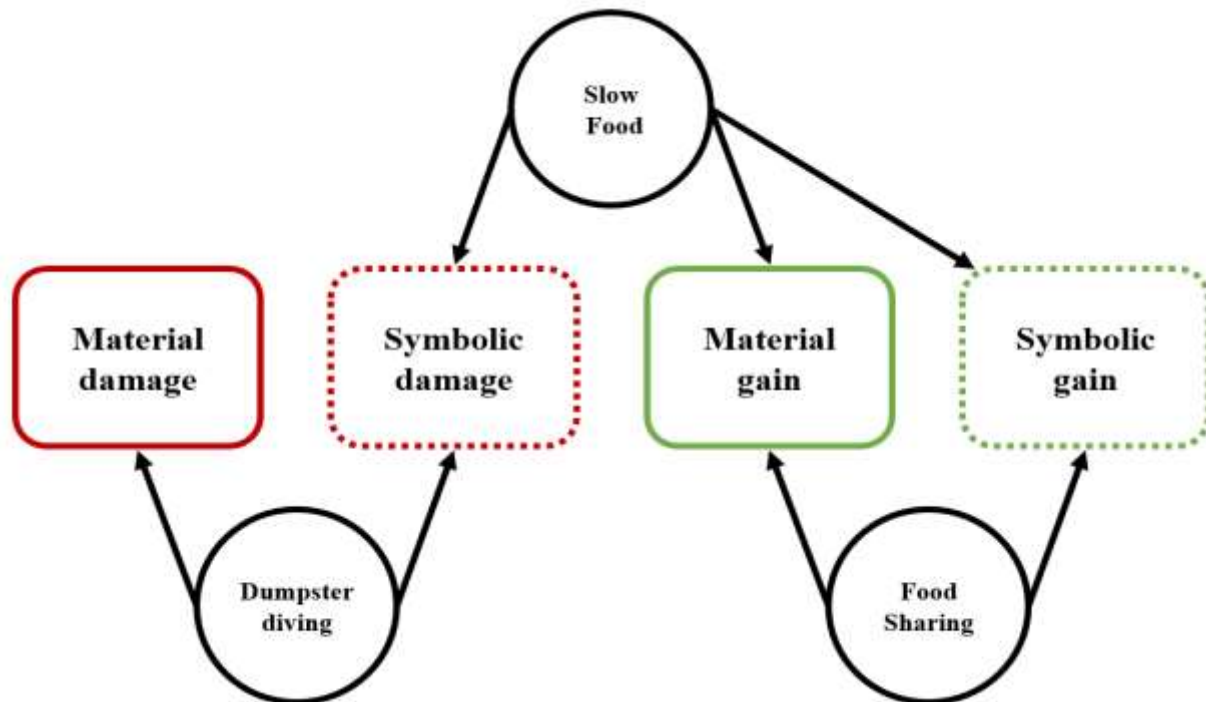 Slow
Food
Material
damage
Symbolic
damage
Material
gain
Symbolic
gain
Dumpster
diving
Food
Sharing